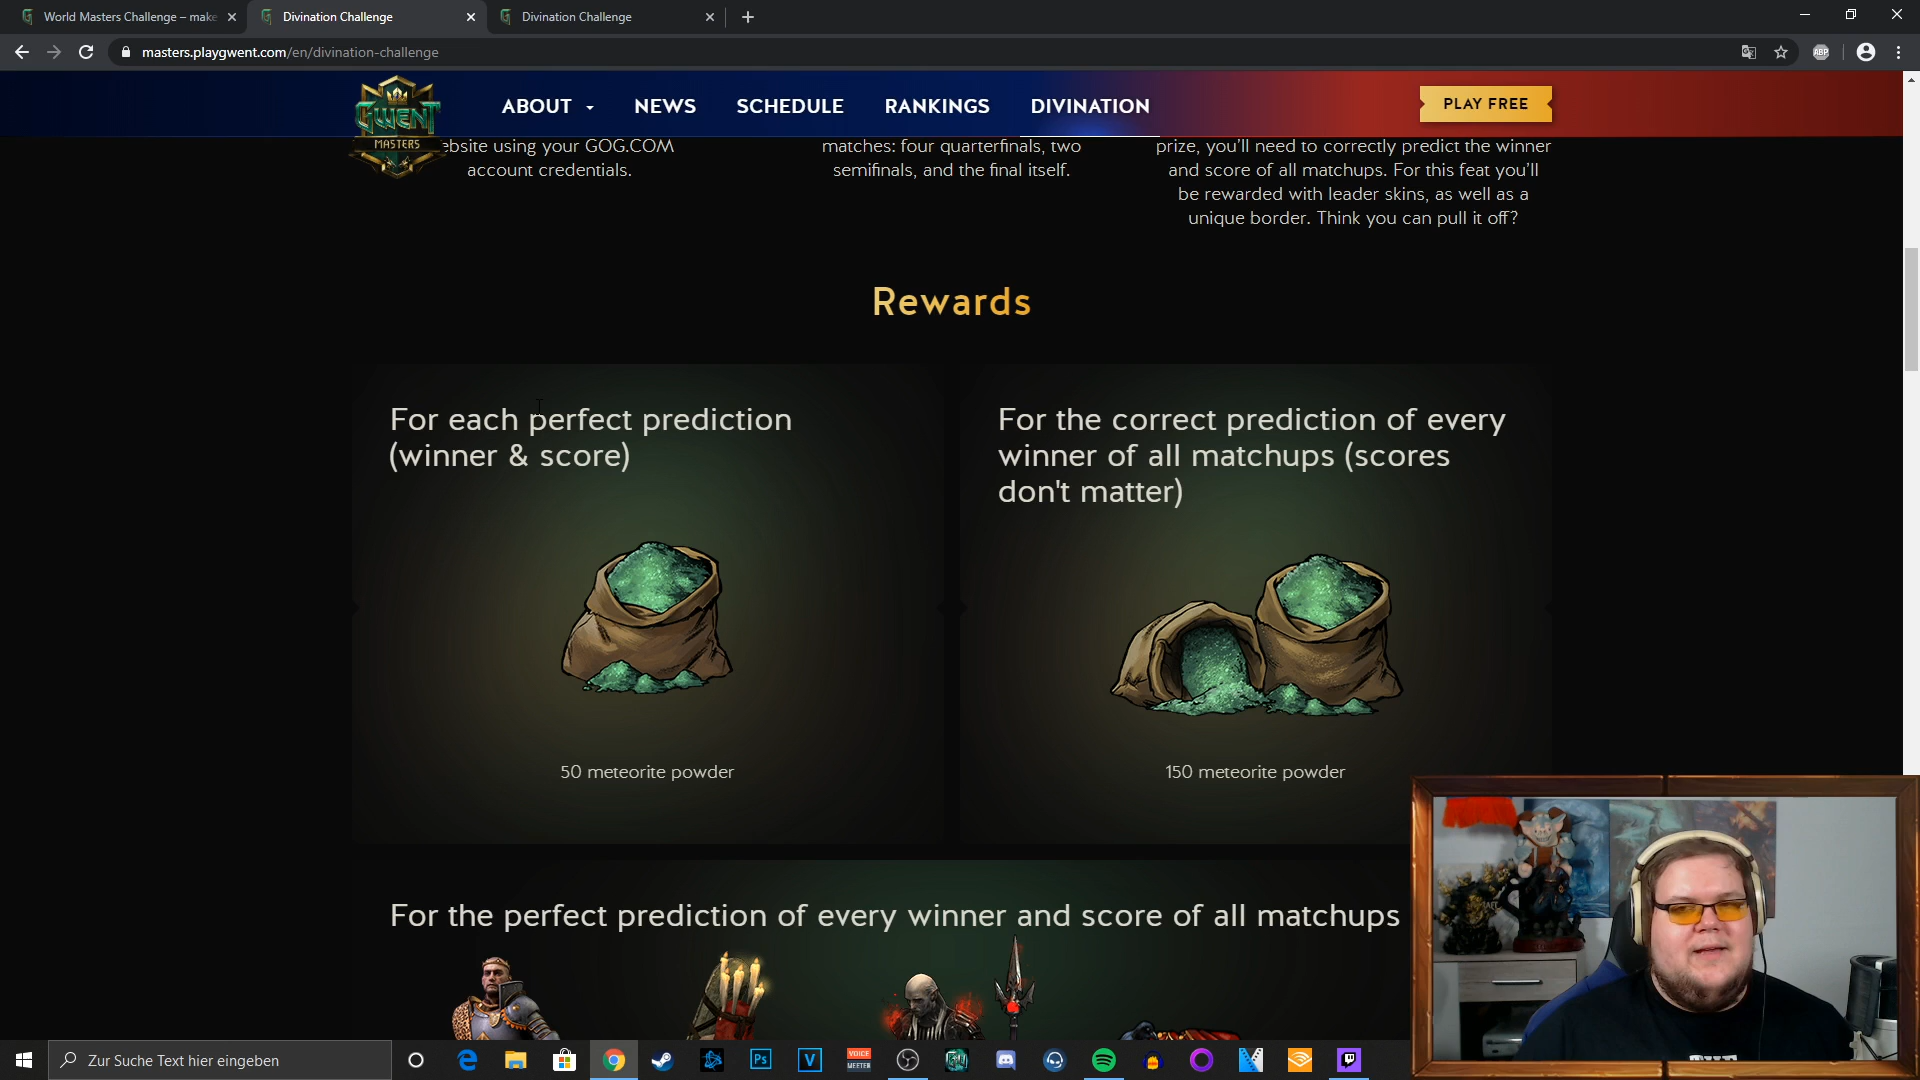 World Masters Challenge – make
Divination Challenge
Divination Challenge
masters.playgwent.com/en/divination-challenge
ABP
GWENT
MASTERS
ABOUT
NEWS
SCHEDULE
RANKINGS
DIVINATION
PLAY FREE
ebsite using your GOG.COM
account credentials.
matches: four quarterfinals, two
semifinals, and the final itself.
prize, you'll need to correctly predict the winner
and score of all matchups. For this feat you'll
be rewarded with leader skins, as well as a
unique border. Think you can pull it off?
Rewards
For each perfect prediction
(winner & score)
50 meteorite powder
For the correct prediction of every
winner of all matchups (scores
don't matter)
150 meteorite powder
For the perfect prediction of every winner and score of all matchups
Zur Suche Text hier eingeben
Ps
V
VOICE
MEETER